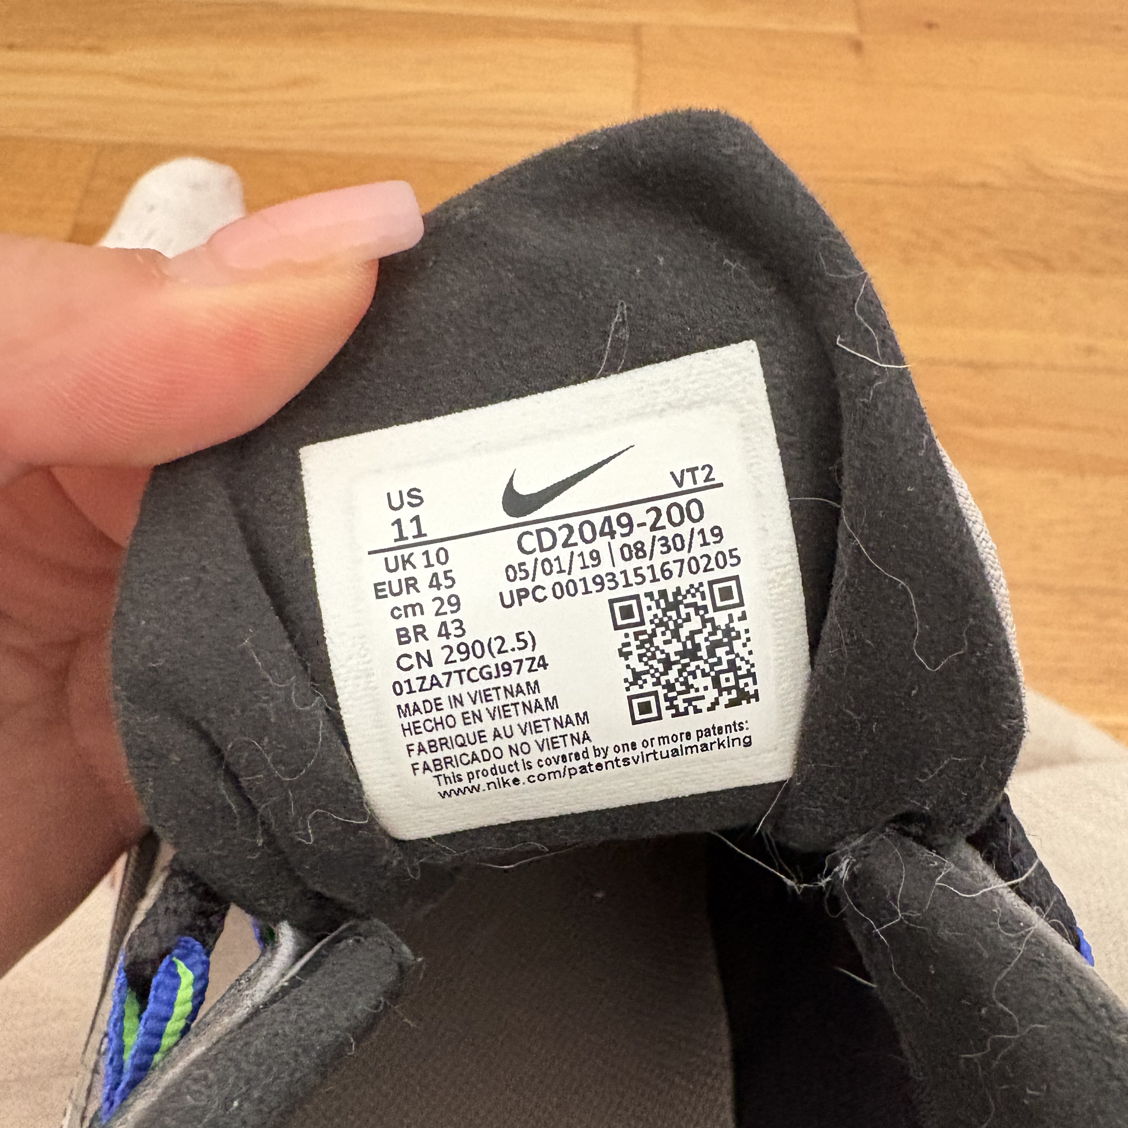 US
11
VT2
UK 10
EUR 45
cm 29
BR 43
CN 290(2.5)
CD2049-200
05/01/19 | 08/30/19
UPC 00193151670205
01ZA7TCGJ97Z4
MADE IN VIETNAM
HECHO EN VIETNAM
FABRIQUE AU VIETNAM
FABRICADO NO VIETNA
This product is covered by one or more patents:
www.nike.com/patentsvirtualmarking